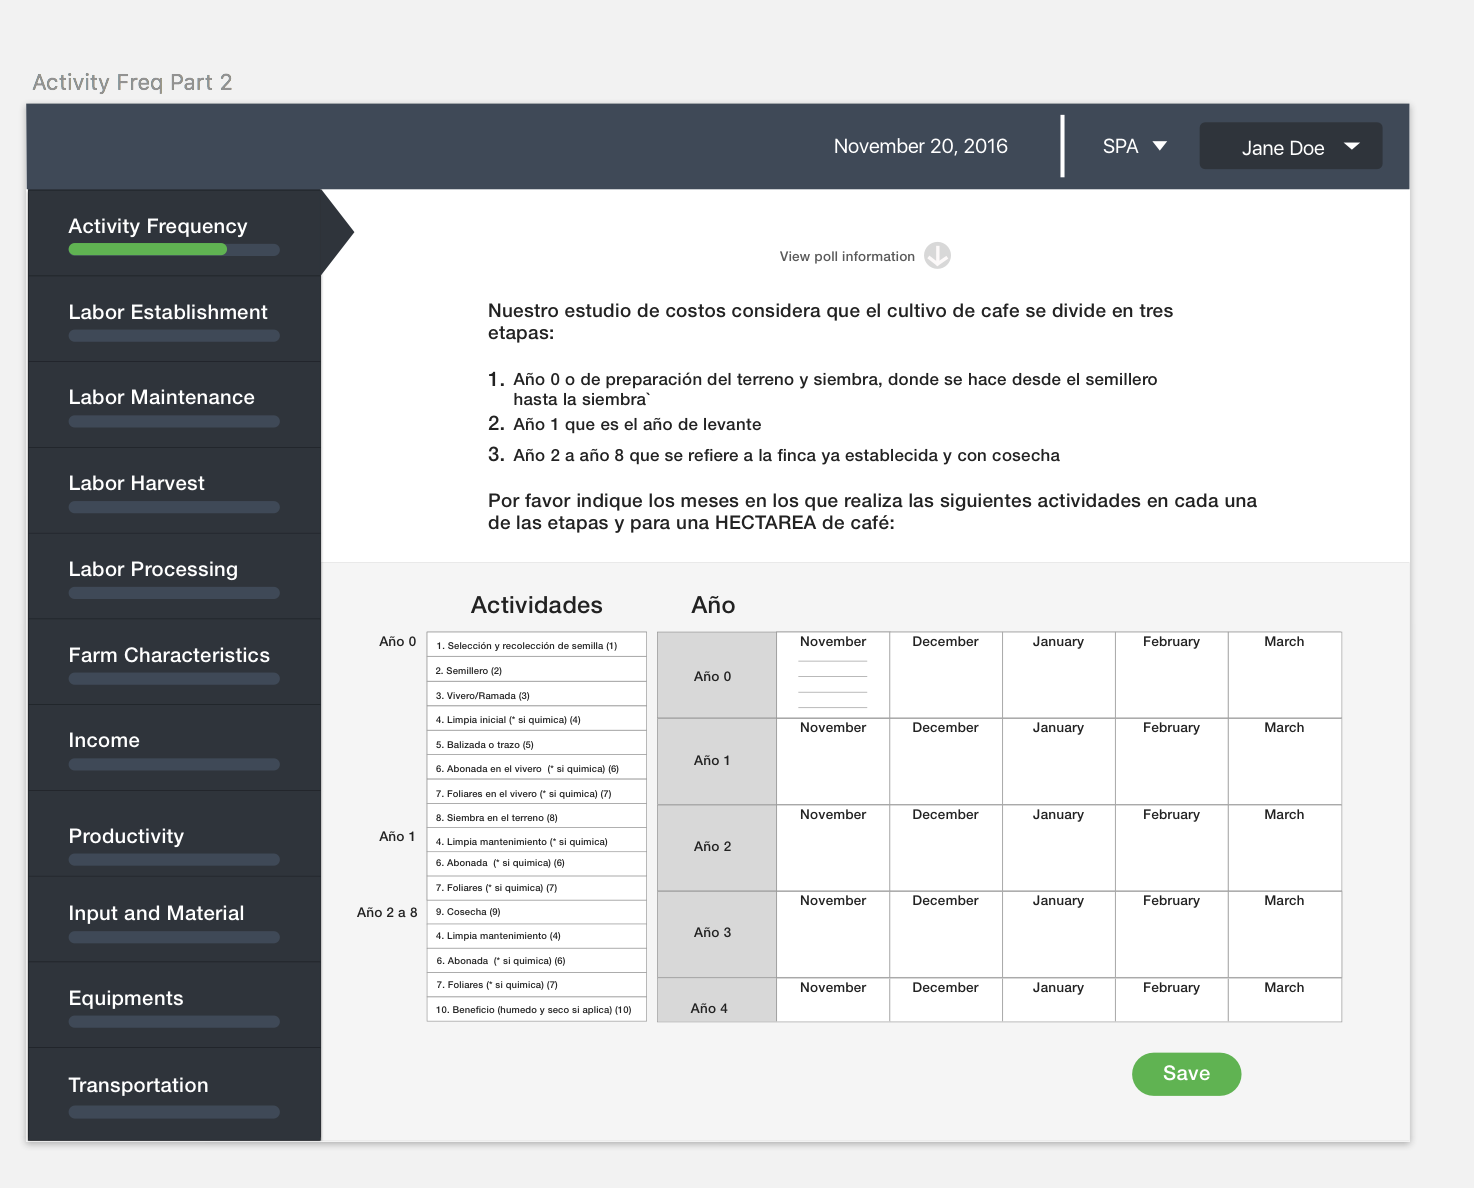 Activity Freq Part 2
November 20, 2016
SPA
Jane Doe
Activity Frequency
Labor Establishment
Labor Maintenance
Labor Harvest
Labor Processing
Farm Characteristics
Income
Productivity
Input and Material
Equipments
Transportation
View poll information
Nuestro estudio de costos considera que el cultivo de cafe se divide en tres
etapas:
1. Año 0 o de preparación del terreno y siembra, donde se hace desde el semillero
hasta la siembra`
2. Año 1 que es el año de levante
3. Año 2 a año 8 que se refiere a la finca ya establecida y con cosecha
Por favor indique los meses en los que realiza las siguientes actividades en cada una
de las etapas y para una HECTAREA de café:
Actividades
Año 0
1. Selección y recolección de semilla (1)
2. Semillero (2)
3. Vivero/Ramada (3)
4. Limpia inicial (* si quimica) (4)
5. Balizada o trazo (5)
6. Abonada en el vivero (* si quimica) (6)
7. Foliares en el vivero (* si quimica) (7)
8. Siembra en el terreno (8)
Año 1
4. Limpia mantenimiento (* si quimica)
6. Abonada (* si quimica) (6)
7. Foliares (* si quimica) (7)
Año 2 a 8
9. Cosecha (9)
4. Limpia mantenimiento (4)
6. Abonada (* si quimica) (6)
7. Foliares (* si quimica) (7)
10. Beneficio (humedo y seco si aplica) (10)
Año
Año 0 November December January February March
Año 1 November December January February March
Año 2 November December January February March
Año 3 November December January February March
Año 4 November December January February March
Save